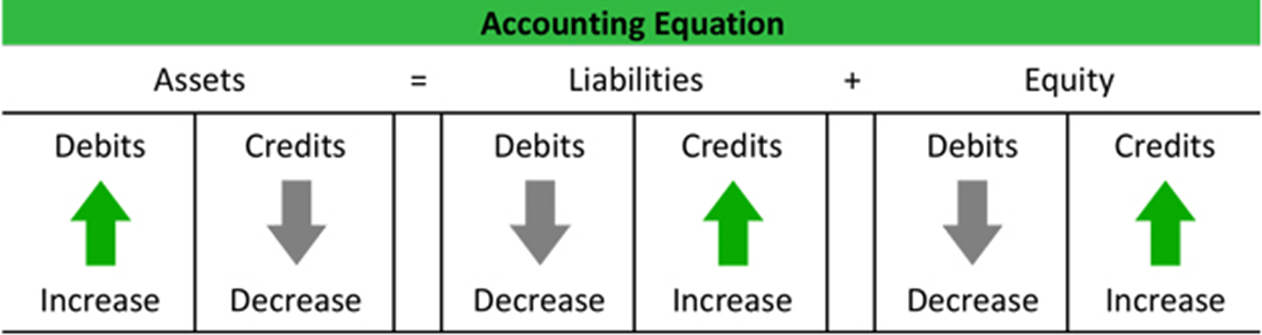 Accounting Equation
Assets = Liabilities + Equity
Debits Credits Debits Credits Debits Credits
Increase Decrease Decrease Increase Decrease Increase